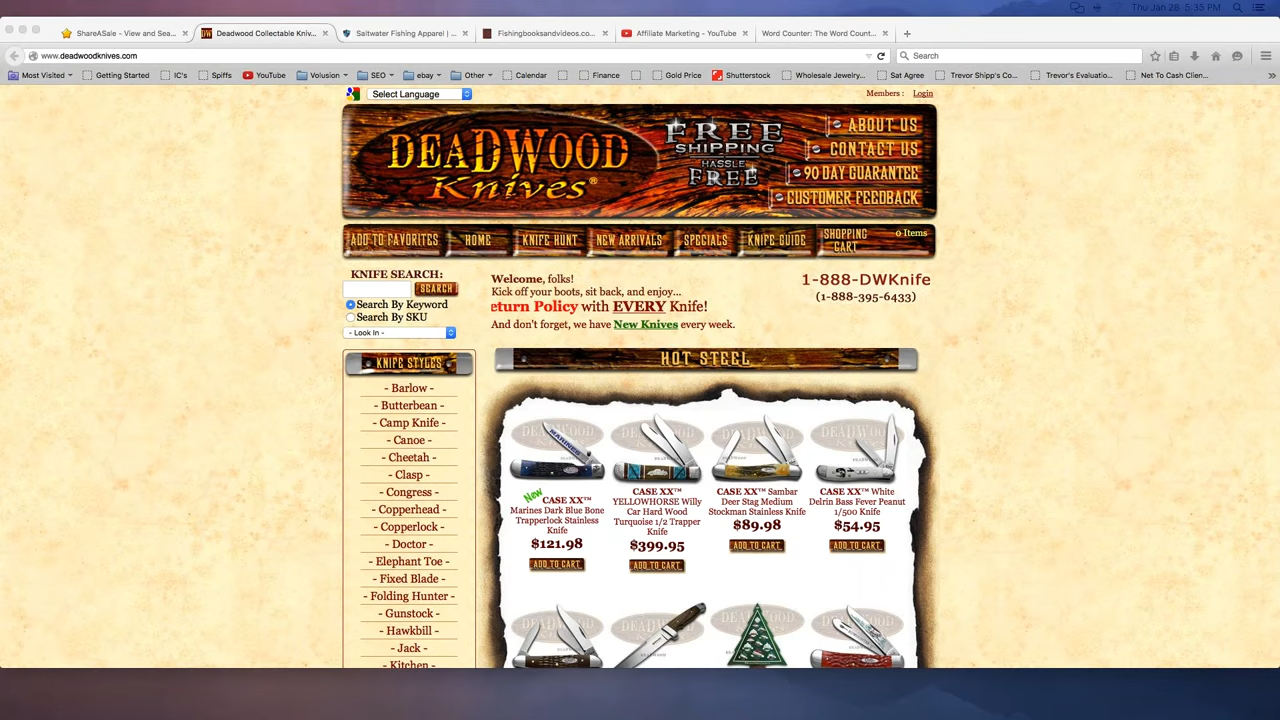 Thu Jan 28 5:35 PM
ShareASale - View and Sea...
Deadwood Collectable Kniv...
Saltwater Fishing Apparel | ...
Fishingbooksandvideos.co...
Affiliate Marketing - YouTube
Word Counter: The Word Count...
www.deadwoodknives.com
Search
Most Visited
Getting Started
IC's
Spiffs
YouTube
Volusion
SEO
ebay
Other
Calendar
Finance
Gold Price
Shutterstock
Wholesale Jewelry...
Sat Agree
Trevor Shipp's Co...
Trevor's Evaluatio...
Net To Cash Clien...
Select Language
Members : Login
DEADWOOD
Knives®
FREE
SHIPPING
HASSLE
FREE
ABOUT US
CONTACT US
90 DAY GUARANTEE
CUSTOMER FEEDBACK
ADD TO FAVORITES
HOME
KNIFE HUNT
NEW ARRIVALS
SPECIALS
KNIFE GUIDE
SHOPPING
CART
0 Items
KNIFE SEARCH:
SEARCH
Search By Keyword
Search By SKU
- Look In -
Welcome, folks!
Kick off your boots, sit back, and enjoy...
eturn Policy with EVERY Knife!
And don't forget, we have New Knives every week.
1-888-DWKnife
(1-888-395-6433)
KNIFE STYLES
- Barlow -
- Butterbean -
- Camp Knife -
- Canoe -
- Cheetah -
- Clasp -
- Congress -
- Copperhead -
- Copperlock -
- Doctor -
- Elephant Toe -
- Fixed Blade -
- Folding Hunter -
- Gunstock -
- Hawkbill -
- Jack -
- Kitchen -
HOT STEEL
New CASE XX™
Marines Dark Blue Bone
Trapperlock Stainless
Knife
$121.98
ADD TO CART
CASE XX™
YELLOWHORSE Willy
Car Hard Wood
Turquoise 1/2 Trapper
Knife
$399.95
ADD TO CART
CASE XX™ Sambar
Deer Stag Medium
Stockman Stainless Knife
$89.98
ADD TO CART
CASE XX™ White
Delrin Bass Fever Peanut
1/500 Knife
$54.95
ADD TO CART